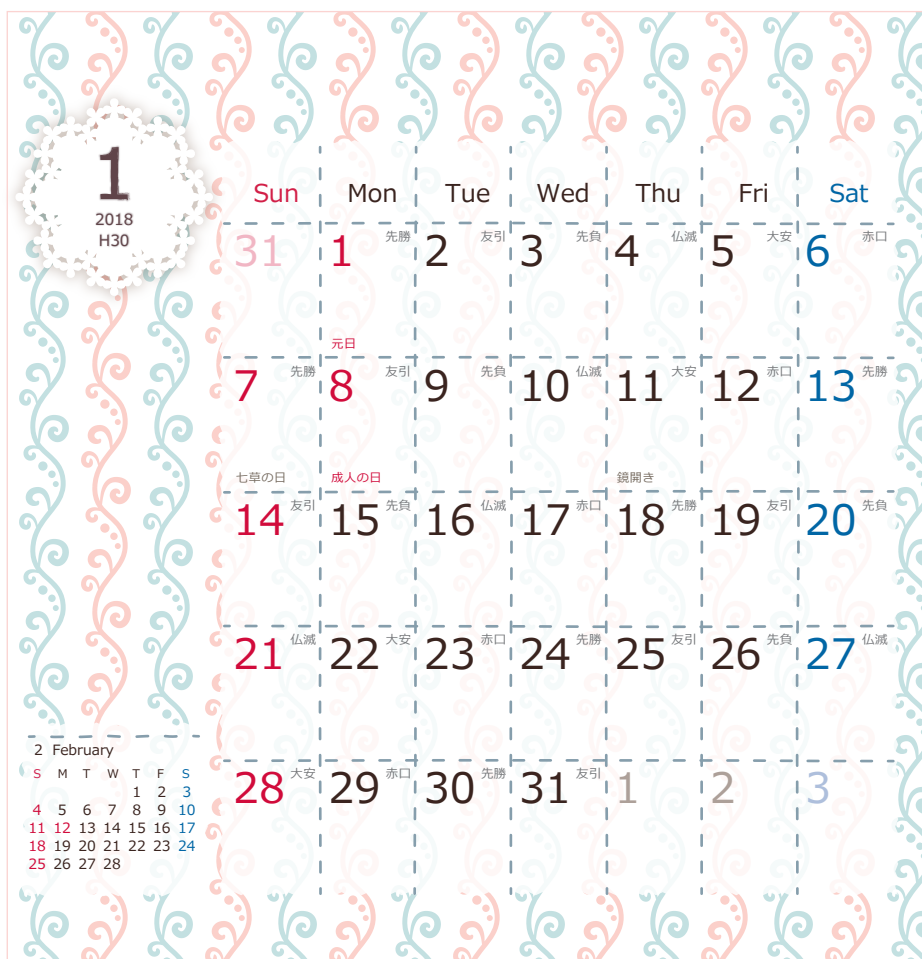 1
2018
H30
Sun Mon Tue Wed Thu Fri Sat
31 1 先勝 2 友引 3 先負 4 仏滅 5 大安 6 赤口
元日
7 先勝 8 友引 9 先負 10 仏滅 11 大安 12 赤口 13 先勝
七草の日 成人の日 鏡開き
14 友引 15 先負 16 仏滅 17 赤口 18 先勝 19 友引 20 先負
21 仏滅 22 大安 23 赤口 24 先勝 25 友引 26 先負 27 仏滅
28 大安 29 赤口 30 先勝 31 友引 1 2 3
2 February
S M T W T F S
1 2 3
4 5 6 7 8 9 10
11 12 13 14 15 16 17
18 19 20 21 22 23 24
25 26 27 28